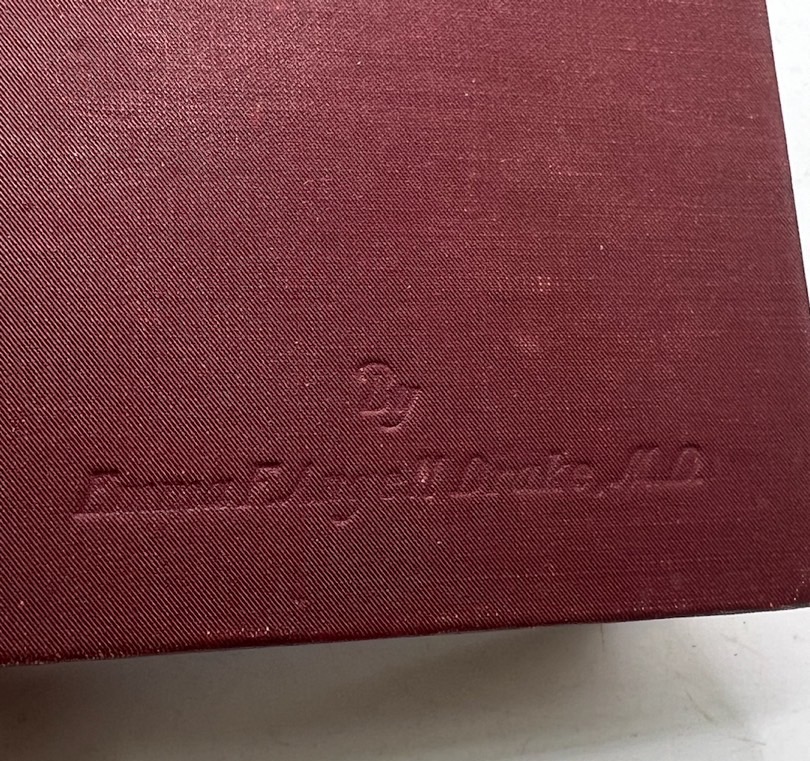 By
Emma F. Angell Drake, M.D.